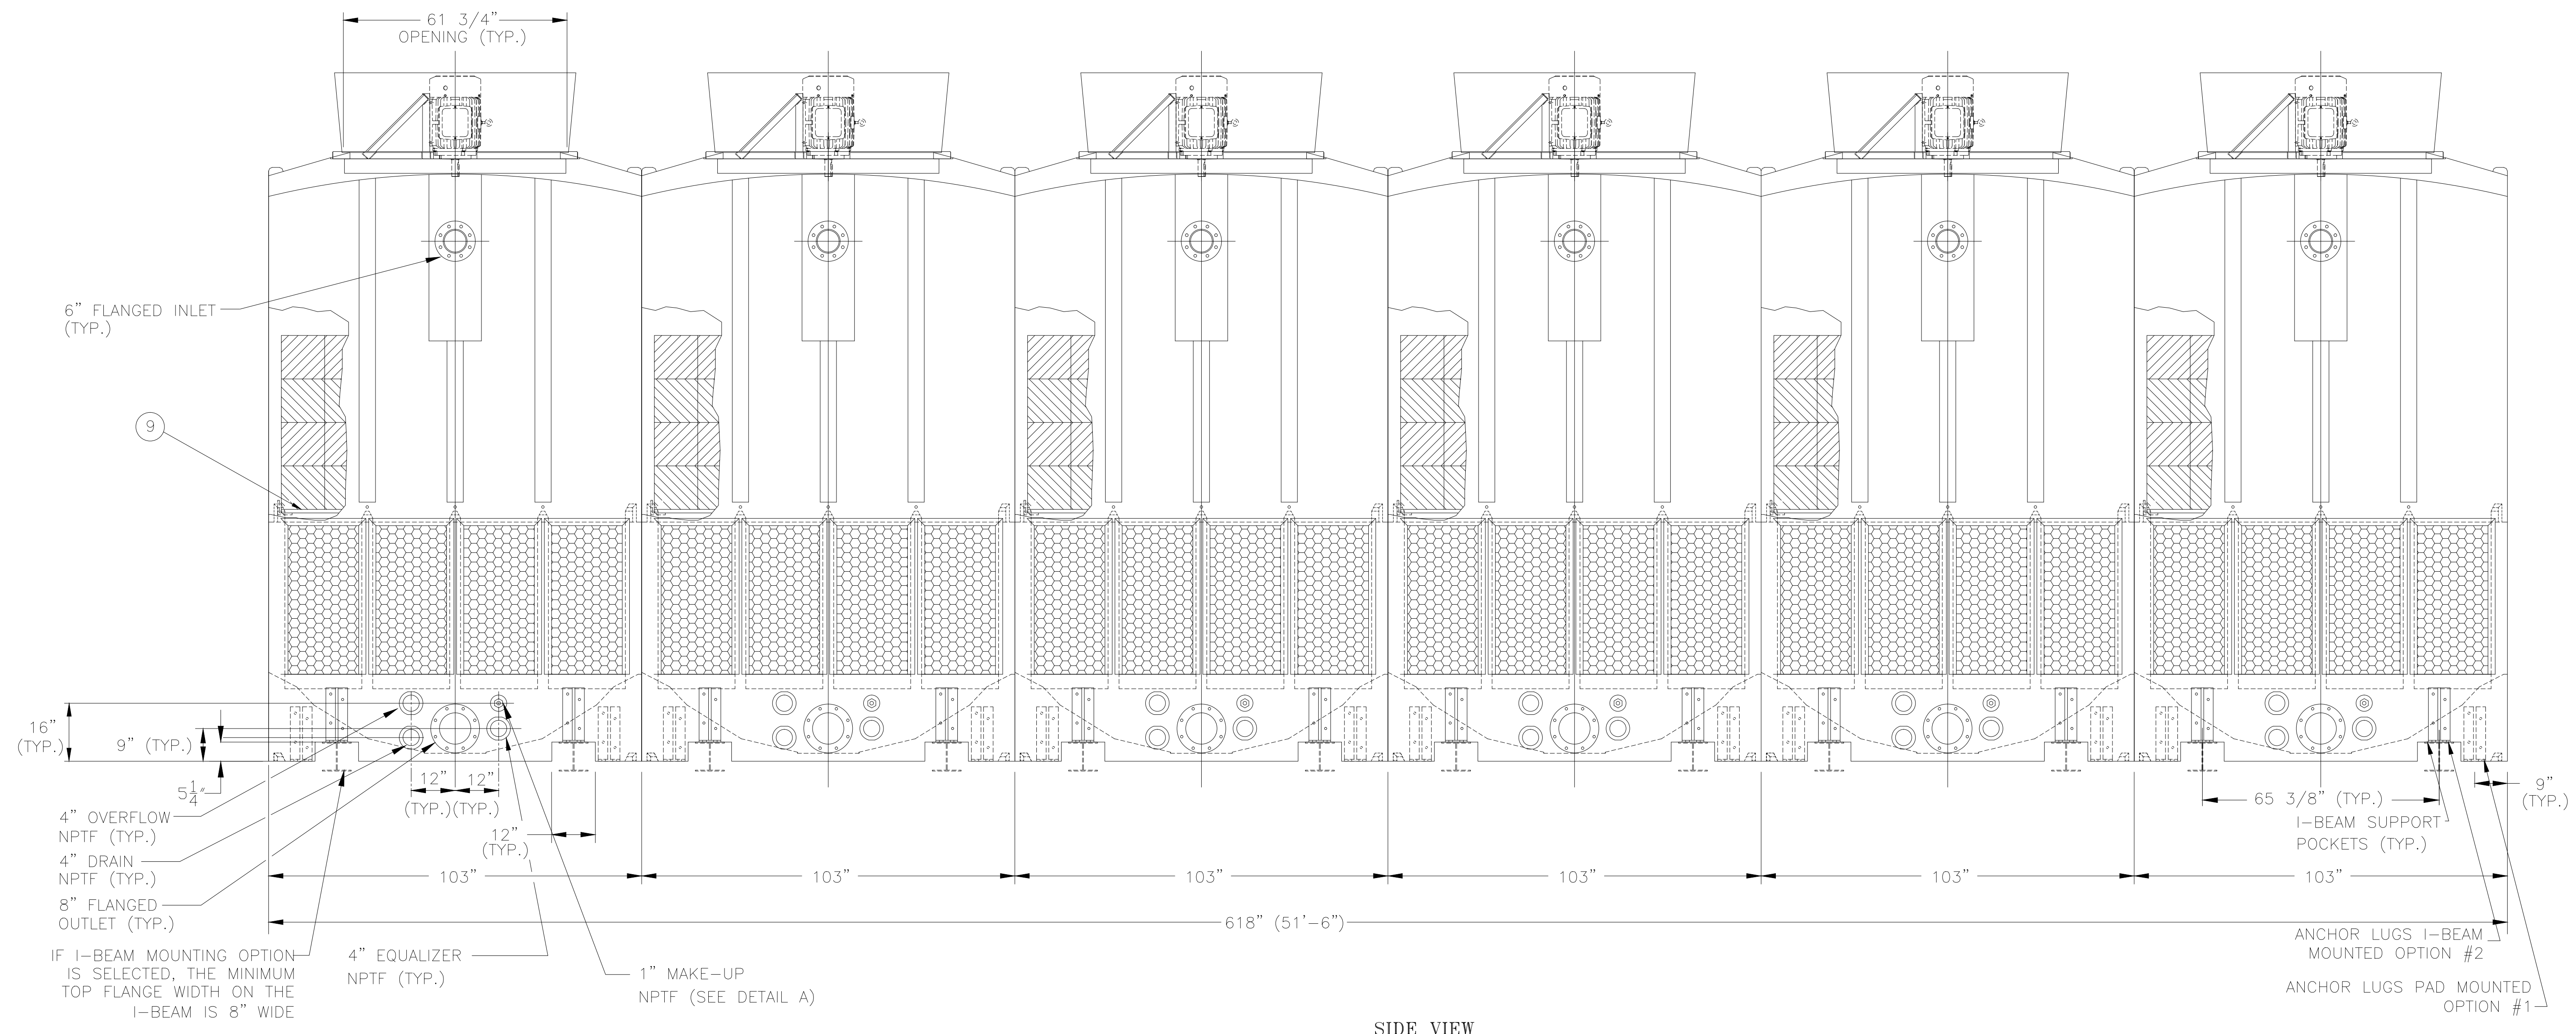 61 3/4"
OPENING (TYP.)
6" FLANGED INLET
(TYP.)
9
16"
(TYP.)
9" (TYP.)
5 1/4"
12"
12"
(TYP.)
(TYP.)
12"
(TYP.)
4" OVERFLOW
NPTF (TYP.)
4" DRAIN
NPTF (TYP.)
8" FLANGED
OUTLET (TYP.)
65 3/8" (TYP.)
9"
(TYP.)
I-BEAM SUPPORT
POCKETS (TYP.)
103"
103"
103"
103"
103"
103"
618" (51'-6")
IF I-BEAM MOUNTING OPTION
IS SELECTED, THE MINIMUM
TOP FLANGE WIDTH ON THE
I-BEAM IS 8" WIDE
4" EQUALIZER
NPTF (TYP.)
1" MAKE-UP
NPTF (SEE DETAIL A)
ANCHOR LUGS I-BEAM
MOUNTED OPTION #2
ANCHOR LUGS PAD MOUNTED
OPTION #1
SIDE VIEW